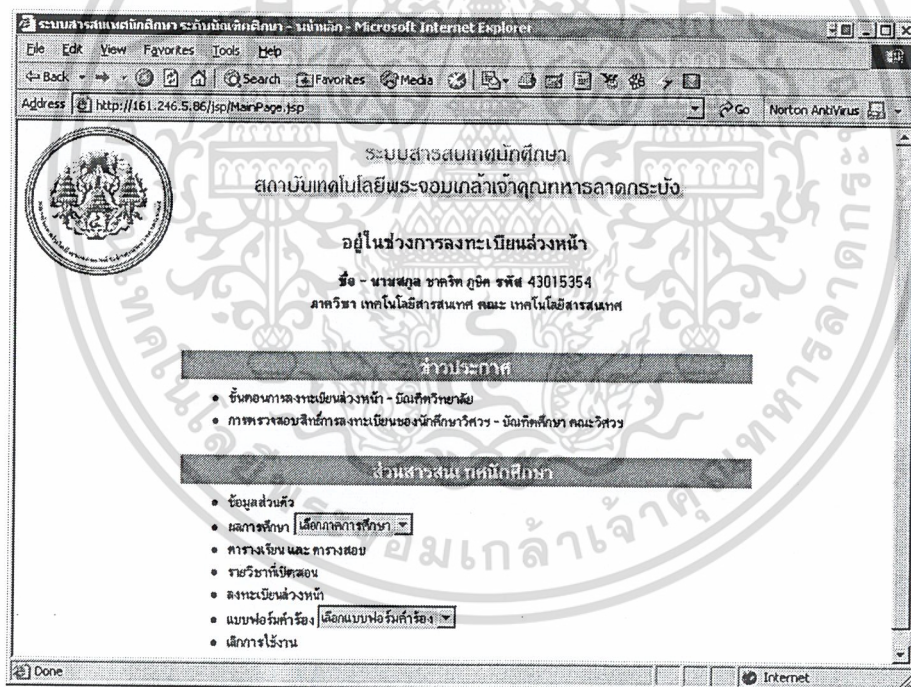 ระบบสารสนเทศนักศึกษา ระดับบัณฑิตศึกษา - หน้าหลัก - Microsoft Internet Explorer
File Edit View Favorites Tools Help
Back Search Favorites Media
Address http://161.246.5.86/jsp/MainPage.jsp Go Norton AntiVirus
ระบบสารสนเทศนักศึกษา
สถาบันเทคโนโลยีพระจอมเกล้าเจ้าคุณทหารลาดกระบัง
อยู่ในช่วงการลงทะเบียนล่วงหน้า
ชื่อ - นามสกุล ชาคริต ภูษิต รหัส 43015354
ภาควิชา เทคโนโลยีสารสนเทศ คณะ เทคโนโลยีสารสนเทศ
ข่าวประกาศ
ขั้นตอนการลงทะเบียนล่วงหน้า - บัณฑิตวิทยาลัย
การตรวจสอบสิทธิ์การลงทะเบียนของนักศึกษาวิศวฯ - บัณฑิตศึกษา คณะวิศวฯ
ส่วนสารสนเทศนักศึกษา
ข้อมูลส่วนตัว
ผลการศึกษา เลือกภาคการศึกษา
ตารางเรียน และ ตารางสอบ
รายวิชาที่เปิดสอน
ลงทะเบียนล่วงหน้า
แบบฟอร์มคำร้อง เลือกแบบฟอร์มคำร้อง
เลิกการใช้งาน
Done Internet